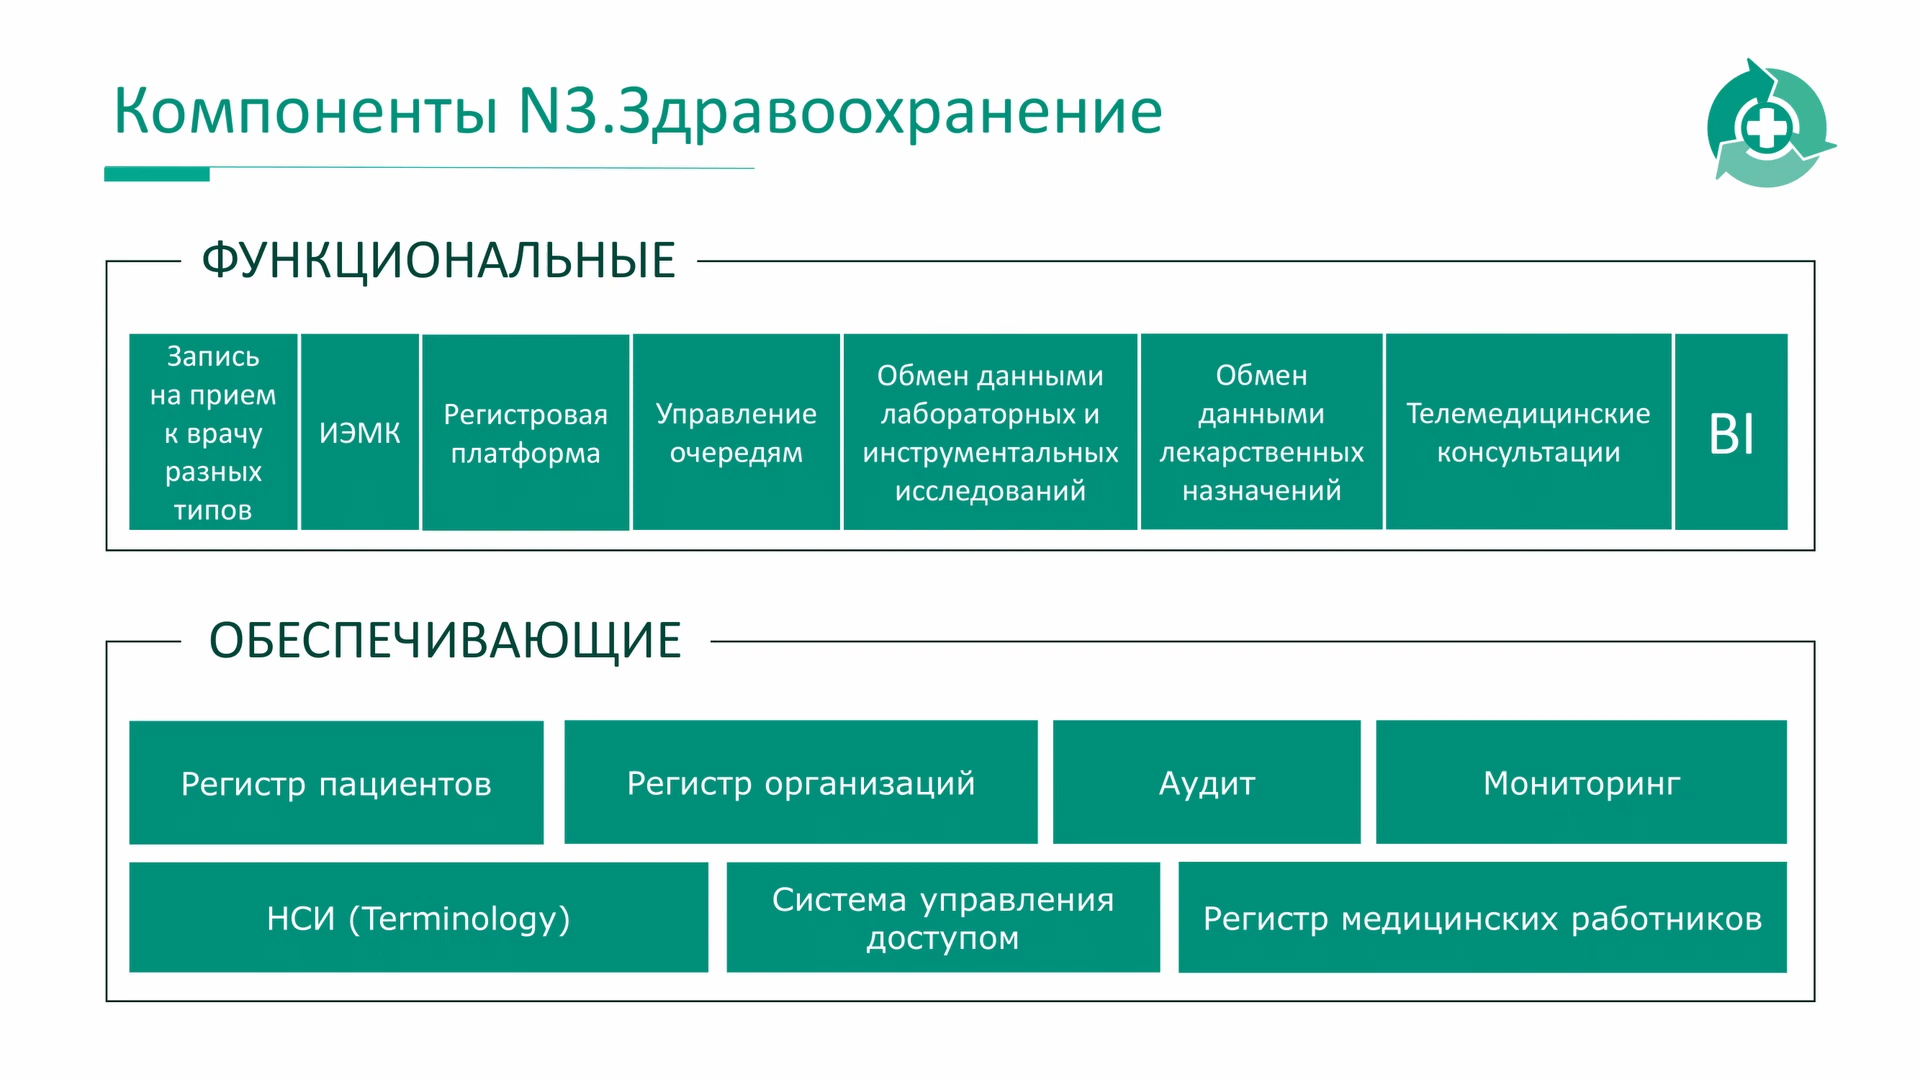 Компоненты N3.Здравоохранение
ФУНКЦИОНАЛЬНЫЕ
Запись
на прием
к врачу
разных
типов
ИЭМК
Регистровая
платформа
Управление
очередям
Обмен данными
лабораторных и
инструментальных
исследований
Обмен
данными
лекарственных
назначений
Телемедицинские
консультации
BI
ОБЕСПЕЧИВАЮЩИЕ
Регистр пациентов
Регистр организаций
Аудит
Мониторинг
НСИ (Terminology)
Система управления
доступом
Регистр медицинских работников